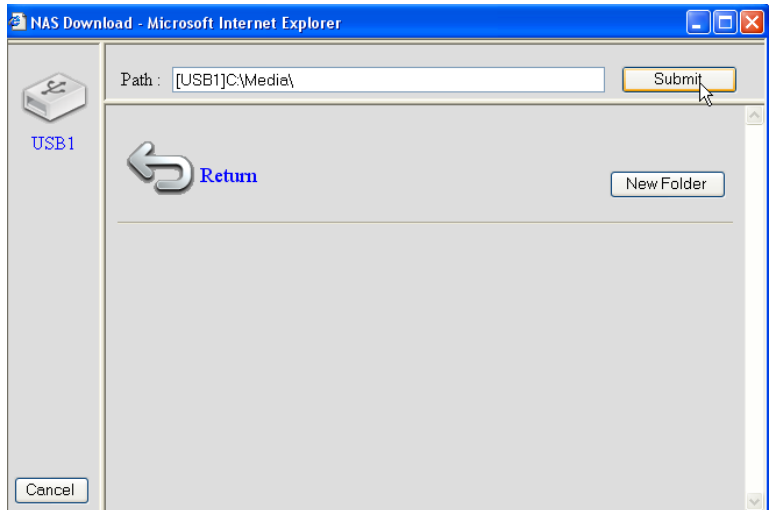 NAS Download - Microsoft Internet Explorer
Path : [USB1]C:\Media\ Submit
USB1
Return
New Folder
Cancel